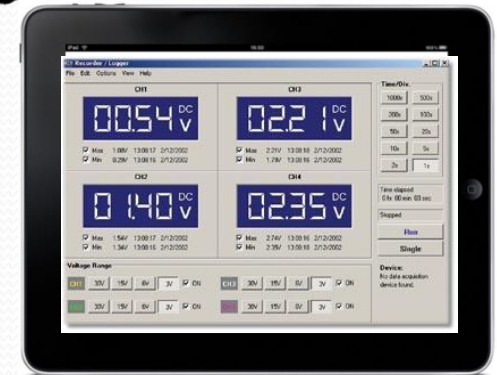 iPad
15:02
Recorder / Logger
File Edit Options View Help
CH1
00.54 V DC
Max 1.08V 13:08:17 2/12/2002
Min 0.29V 13:08:16 2/12/2002
CH3
02.21 V DC
Max 2.21V 13:08:18 2/12/2002
Min 1.78V 13:08:16 2/12/2002
CH2
01.40 V DC
Max 1.54V 13:08:17 2/12/2002
Min 1.34V 13:08:16 2/12/2002
CH4
02.35 V DC
Max 2.74V 13:08:16 2/12/2002
Min 2.35V 13:08:18 2/12/2002
Voltage Range
CH1 30V 15V 6V 3V ON
CH3 30V 15V 6V 3V ON
30V 15V 6V 3V ON
30V 15V 6V 3V ON
Time/Div.
1000s 500s
200s 100s
50s 20s
10s 5s
2s 1s
Time elapsed
0 hr 00 min 03 sec
Stopped
Run
Single
Device:
No data acquisition
device found.